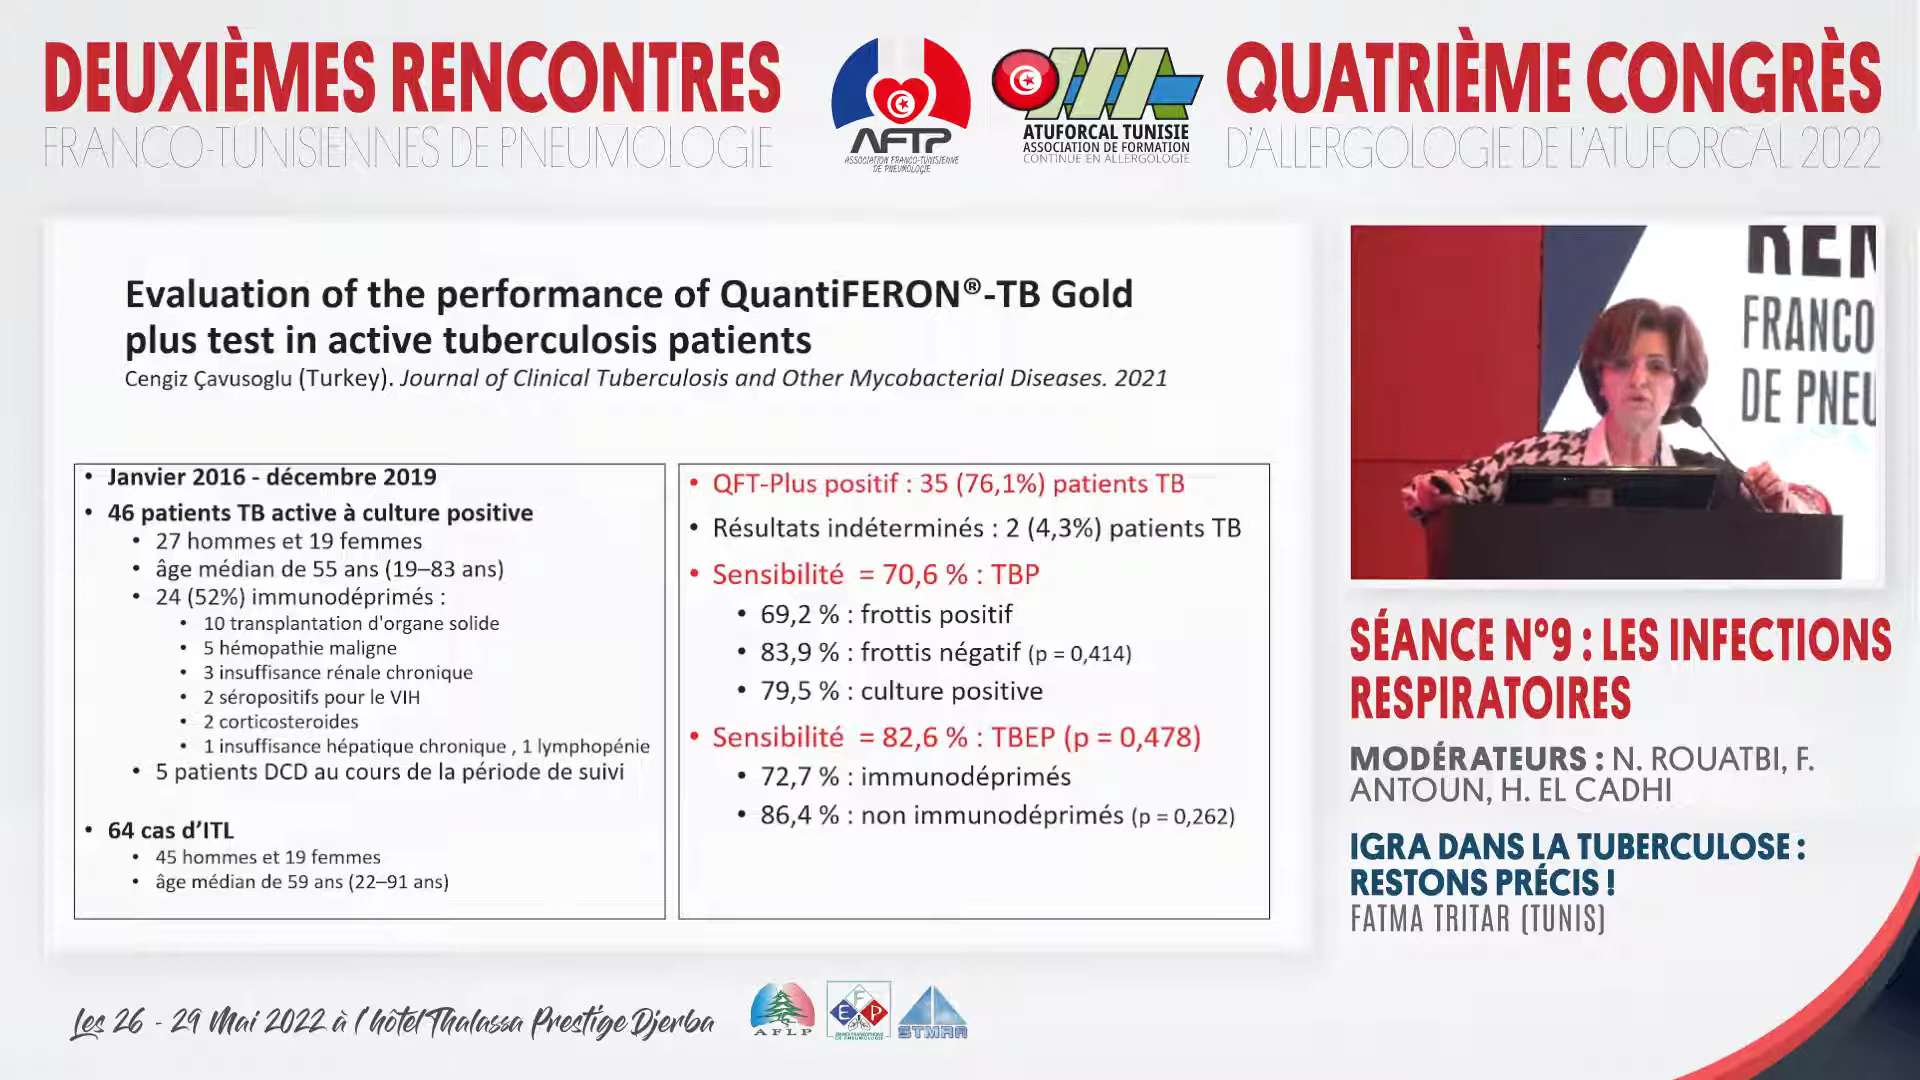 DEUXIÈMES RENCONTRES
FRANCO-TUNISIENNES DE PNEUMOLOGIE
AFTP
ASSOCIATION FRANCO-TUNISIENNE
DE PNEUMOLOGIE
ATUFORCAL TUNISIE
ASSOCIATION DE FORMATION
CONTINUE EN ALLERGOLOGIE
QUATRIÈME CONGRÈS
D'ALLERGOLOGIE DE L'ATUFORCAL 2022
Evaluation of the performance of QuantiFERON®-TB Gold
plus test in active tuberculosis patients
Cengiz Çavusoglu (Turkey). Journal of Clinical Tuberculosis and Other Mycobacterial Diseases. 2021
• Janvier 2016 - décembre 2019
• 46 patients TB active à culture positive
• 27 hommes et 19 femmes
• âge médian de 55 ans (19–83 ans)
• 24 (52%) immunodéprimés :
• 10 transplantation d'organe solide
• 5 hémopathie maligne
• 3 insuffisance rénale chronique
• 2 séropositifs pour le VIH
• 2 corticosteroides
• 1 insuffisance hépatique chronique , 1 lymphopénie
• 5 patients DCD au cours de la période de suivi
• 64 cas d'ITL
• 45 hommes et 19 femmes
• âge médian de 59 ans (22–91 ans)
• QFT-Plus positif : 35 (76,1%) patients TB
• Résultats indéterminés : 2 (4,3%) patients TB
• Sensibilité = 70,6 % : TBP
• 69,2 % : frottis positif
• 83,9 % : frottis négatif (p = 0,414)
• 79,5 % : culture positive
• Sensibilité = 82,6 % : TBEP (p = 0,478)
• 72,7 % : immunodéprimés
• 86,4 % : non immunodéprimés (p = 0,262)
REN
FRANCO
DE PNEU
SÉANCE N°9 : LES INFECTIONS
RESPIRATOIRES
MODÉRATEURS : N. ROUATBI, F.
ANTOUN, H. EL CADHI
IGRA DANS LA TUBERCULOSE :
RESTONS PRÉCIS !
FATMA TRITAR (TUNIS)
Les 26 - 29 Mai 2022 à l'hôtel Thalassa Prestige Djerba
AFLP
EFP
STMRA